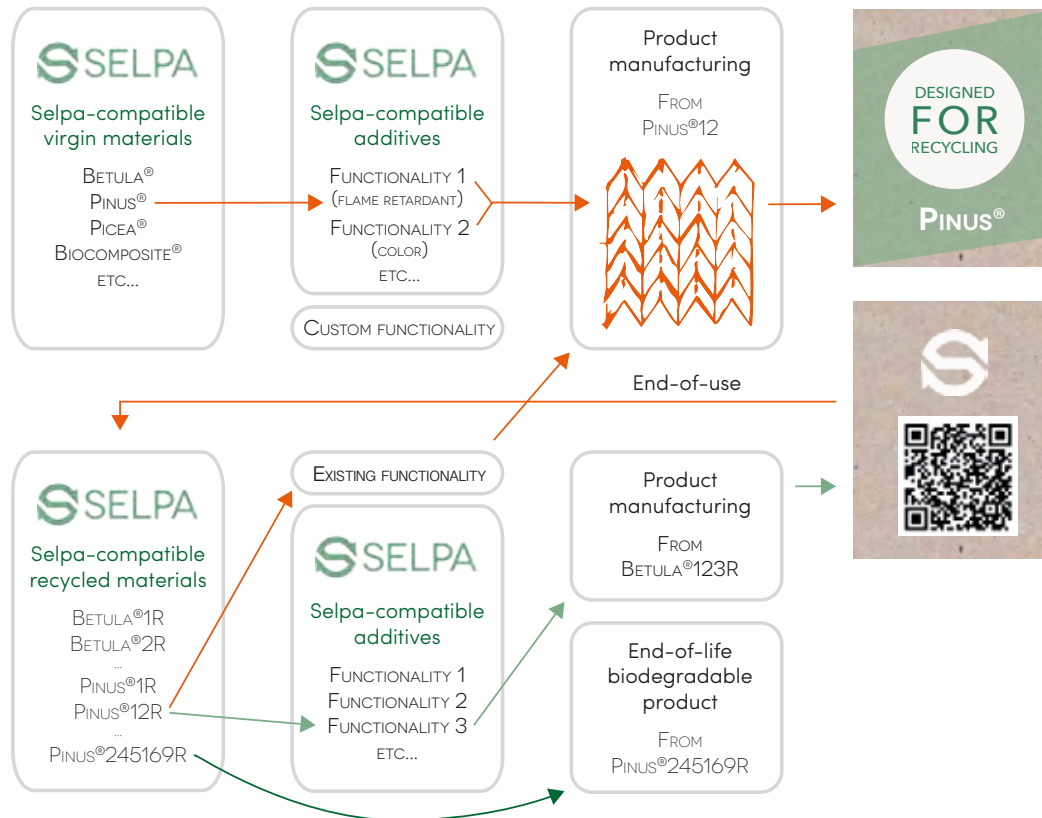 SELPA
Selpa-compatible
virgin materials
BETULA®
PINUS®
PICEA®
BIOCOMPOSITE®
ETC...
SELPA
Selpa-compatible
additives
FUNCTIONALITY 1
(FLAME RETARDANT)
FUNCTIONALITY 2
(COLOR)
ETC...
CUSTOM FUNCTIONALITY
Product
manufacturing
FROM
PINUS®12
DESIGNED
FOR
RECYCLING
PINUS®
End-of-use
SELPA
Selpa-compatible
recycled materials
BETULA®1R
BETULA®2R
...
PINUS®1R
PINUS®12R
...
PINUS®245169R
EXISTING FUNCTIONALITY
SELPA
Selpa-compatible
additives
FUNCTIONALITY 1
FUNCTIONALITY 2
FUNCTIONALITY 3
ETC...
Product
manufacturing
FROM
BETULA®123R
End-of-life
biodegradable
product
FROM
PINUS®245169R